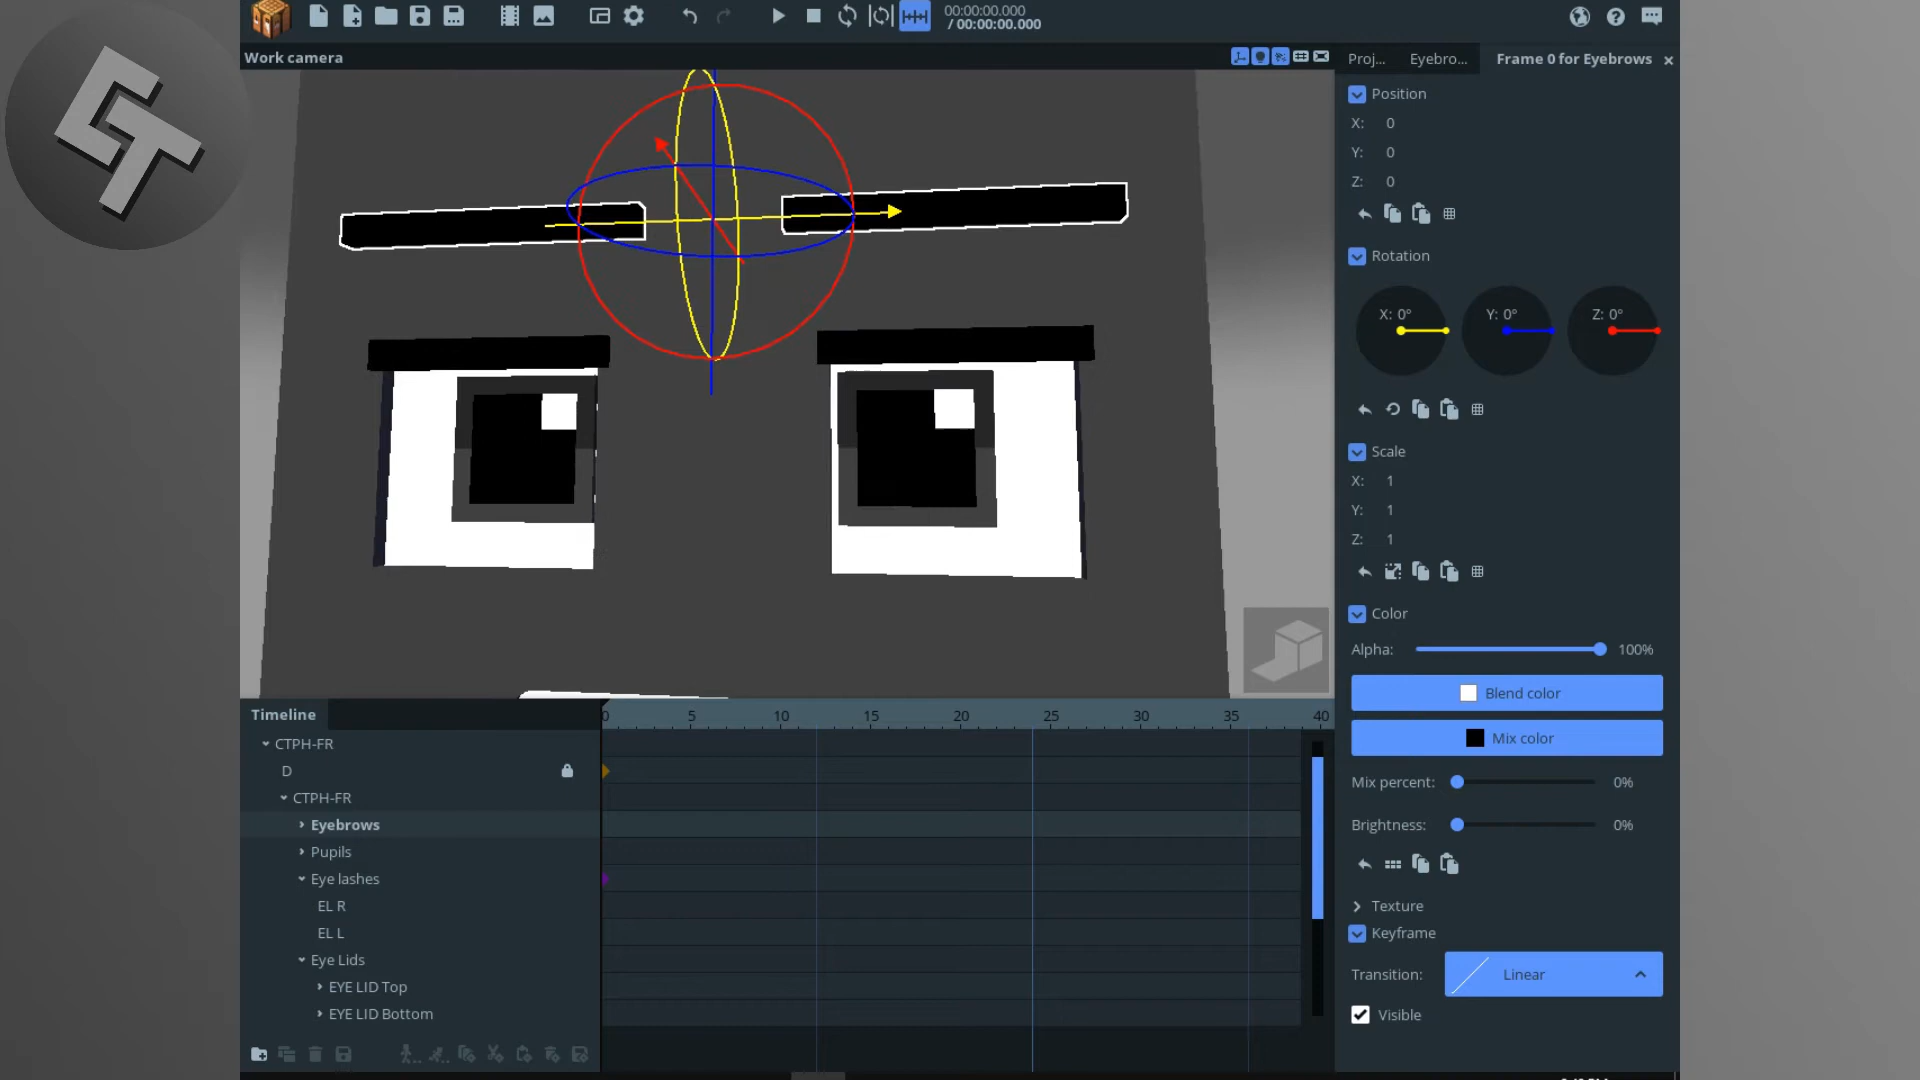 CT
00:00:00.000
/ 00:00:00.000
Work camera
Proj...
Eyebro...
Frame 0 for Eyebrows
Position
X: 0
Y: 0
Z: 0
Rotation
X: 0°
Y: 0°
Z: 0°
Scale
X: 1
Y: 1
Z: 1
Color
Alpha: 100%
Blend color
Mix color
Mix percent: 0%
Brightness: 0%
Texture
Keyframe
Transition: Linear
Visible
Timeline
0 5 10 15 20 25 30 35 40
CTPH-FR
D
CTPH-FR
Eyebrows
Pupils
Eye lashes
EL R
EL L
Eye Lids
EYE LID Top
EYE LID Bottom